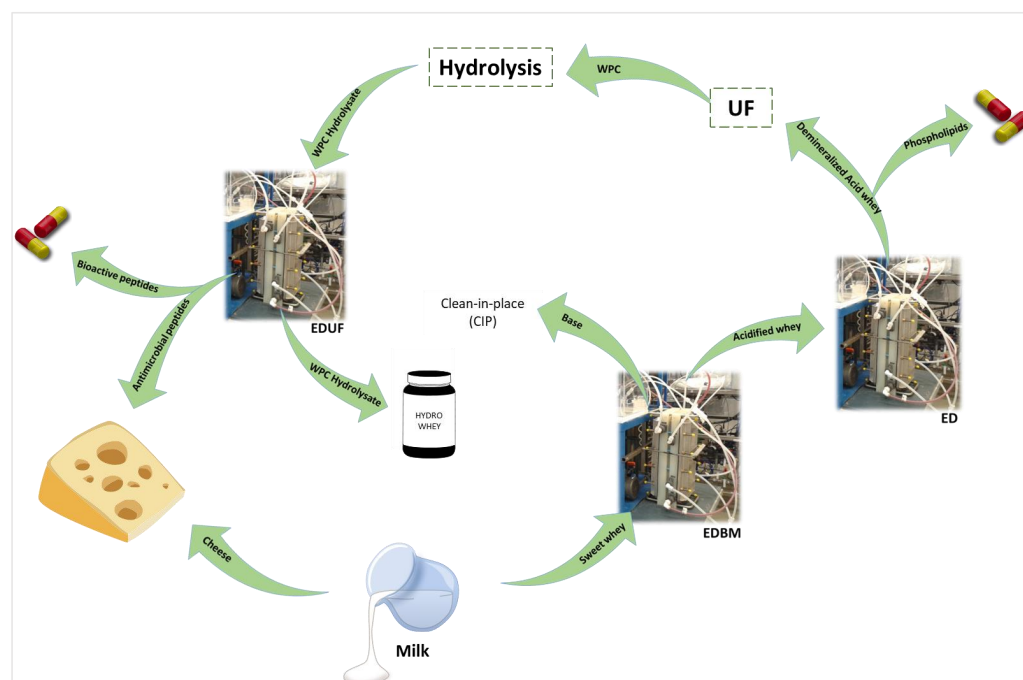 Hydrolysis
WPC
UF
Phospholipids
Demineralized Acid whey
WPC Hydrolysate
Bioactive peptides
Antimicrobial peptides
EDUF
WPC Hydrolysate
Clean-in-place
(CIP)
Base
Acidified whey
ED
HYDRO
WHEY
EDBM
Sweet whey
Cheese
Milk